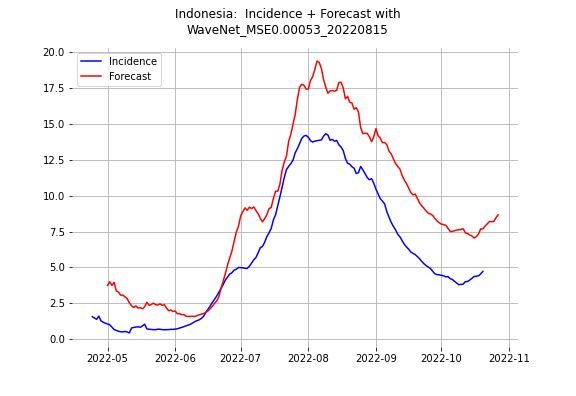 Indonesia:  Incidence + Forecast with
WaveNet_MSE0.00053_20220815
Incidence
Forecast
20.0
17.5
15.0
12.5
10.0
7.5
5.0
2.5
0.0
2022-05 2022-06 2022-07 2022-08 2022-09 2022-10 2022-11